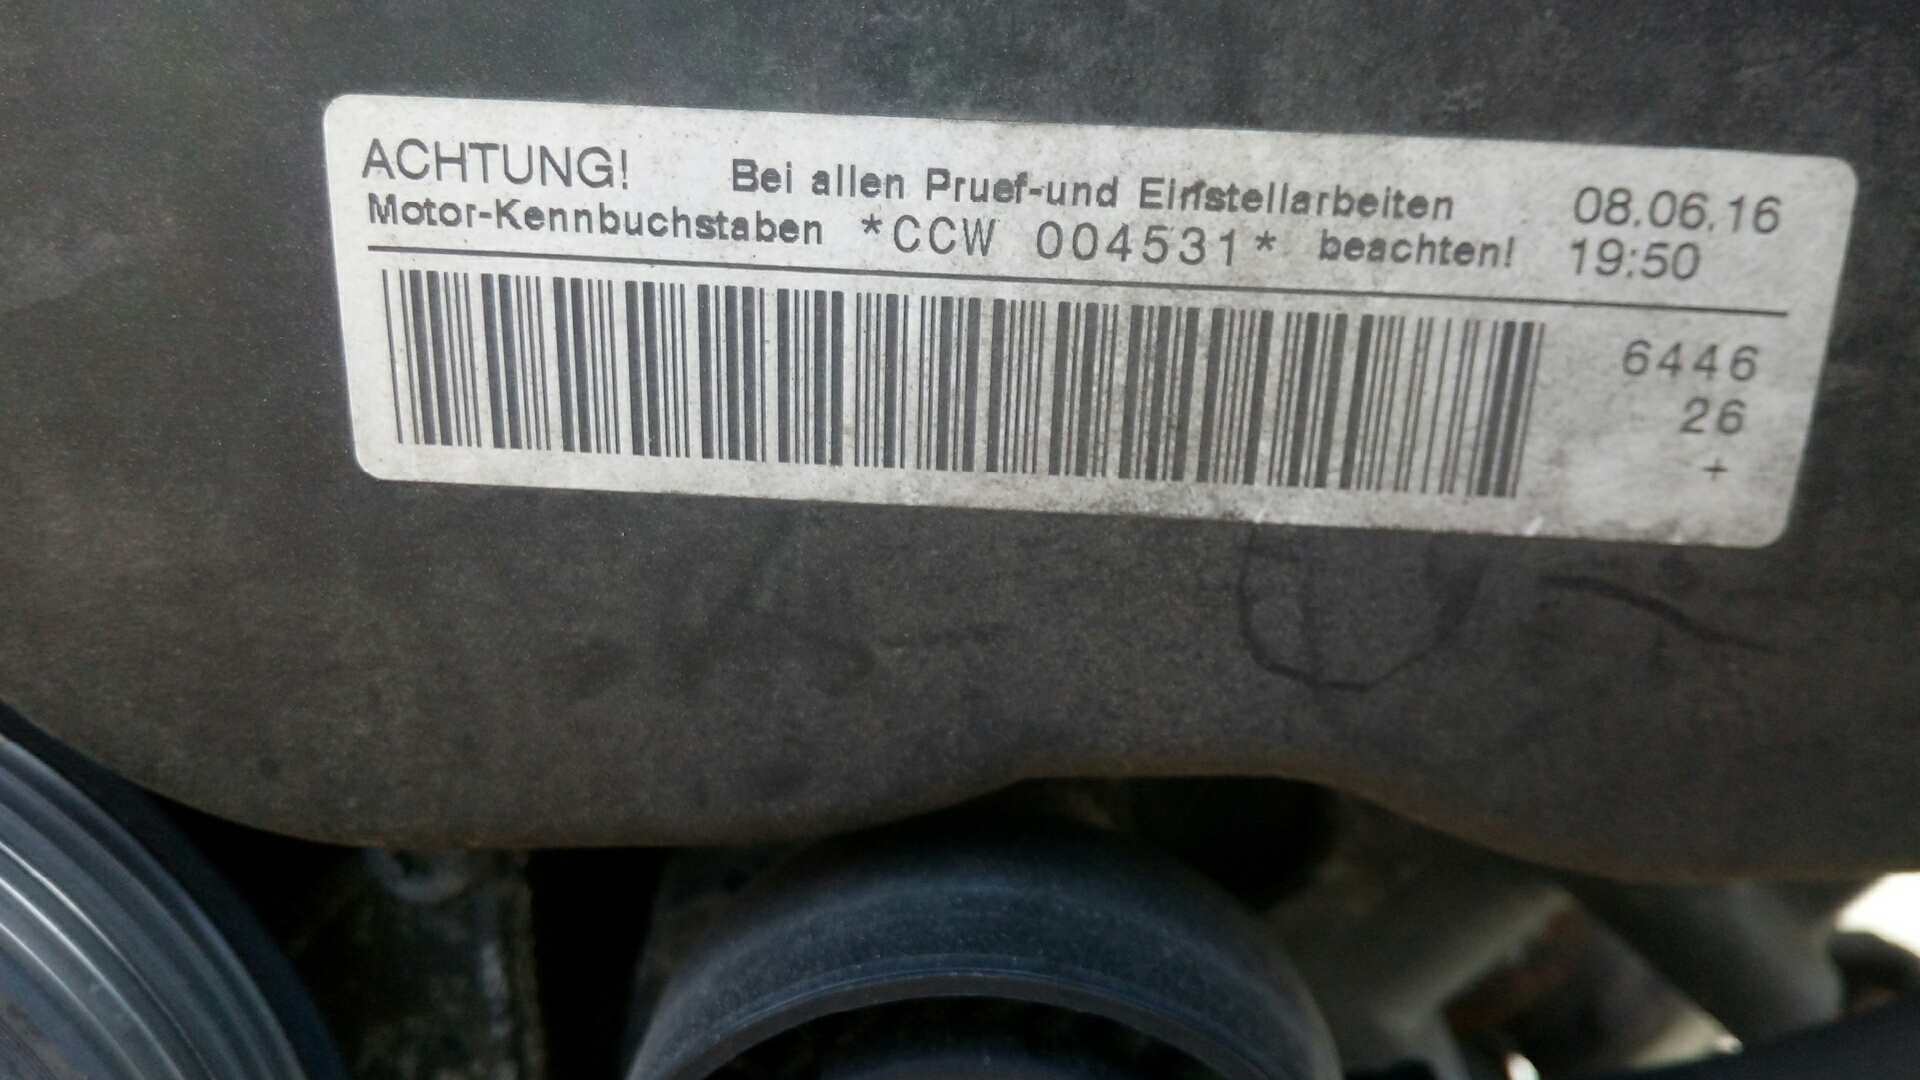 ACHTUNG! Bei allen Pruef-und Einstellarbeiten 08.06.16
Motor-Kennbuchstaben *CCW 004531* beachten! 19:50
6446
26
+